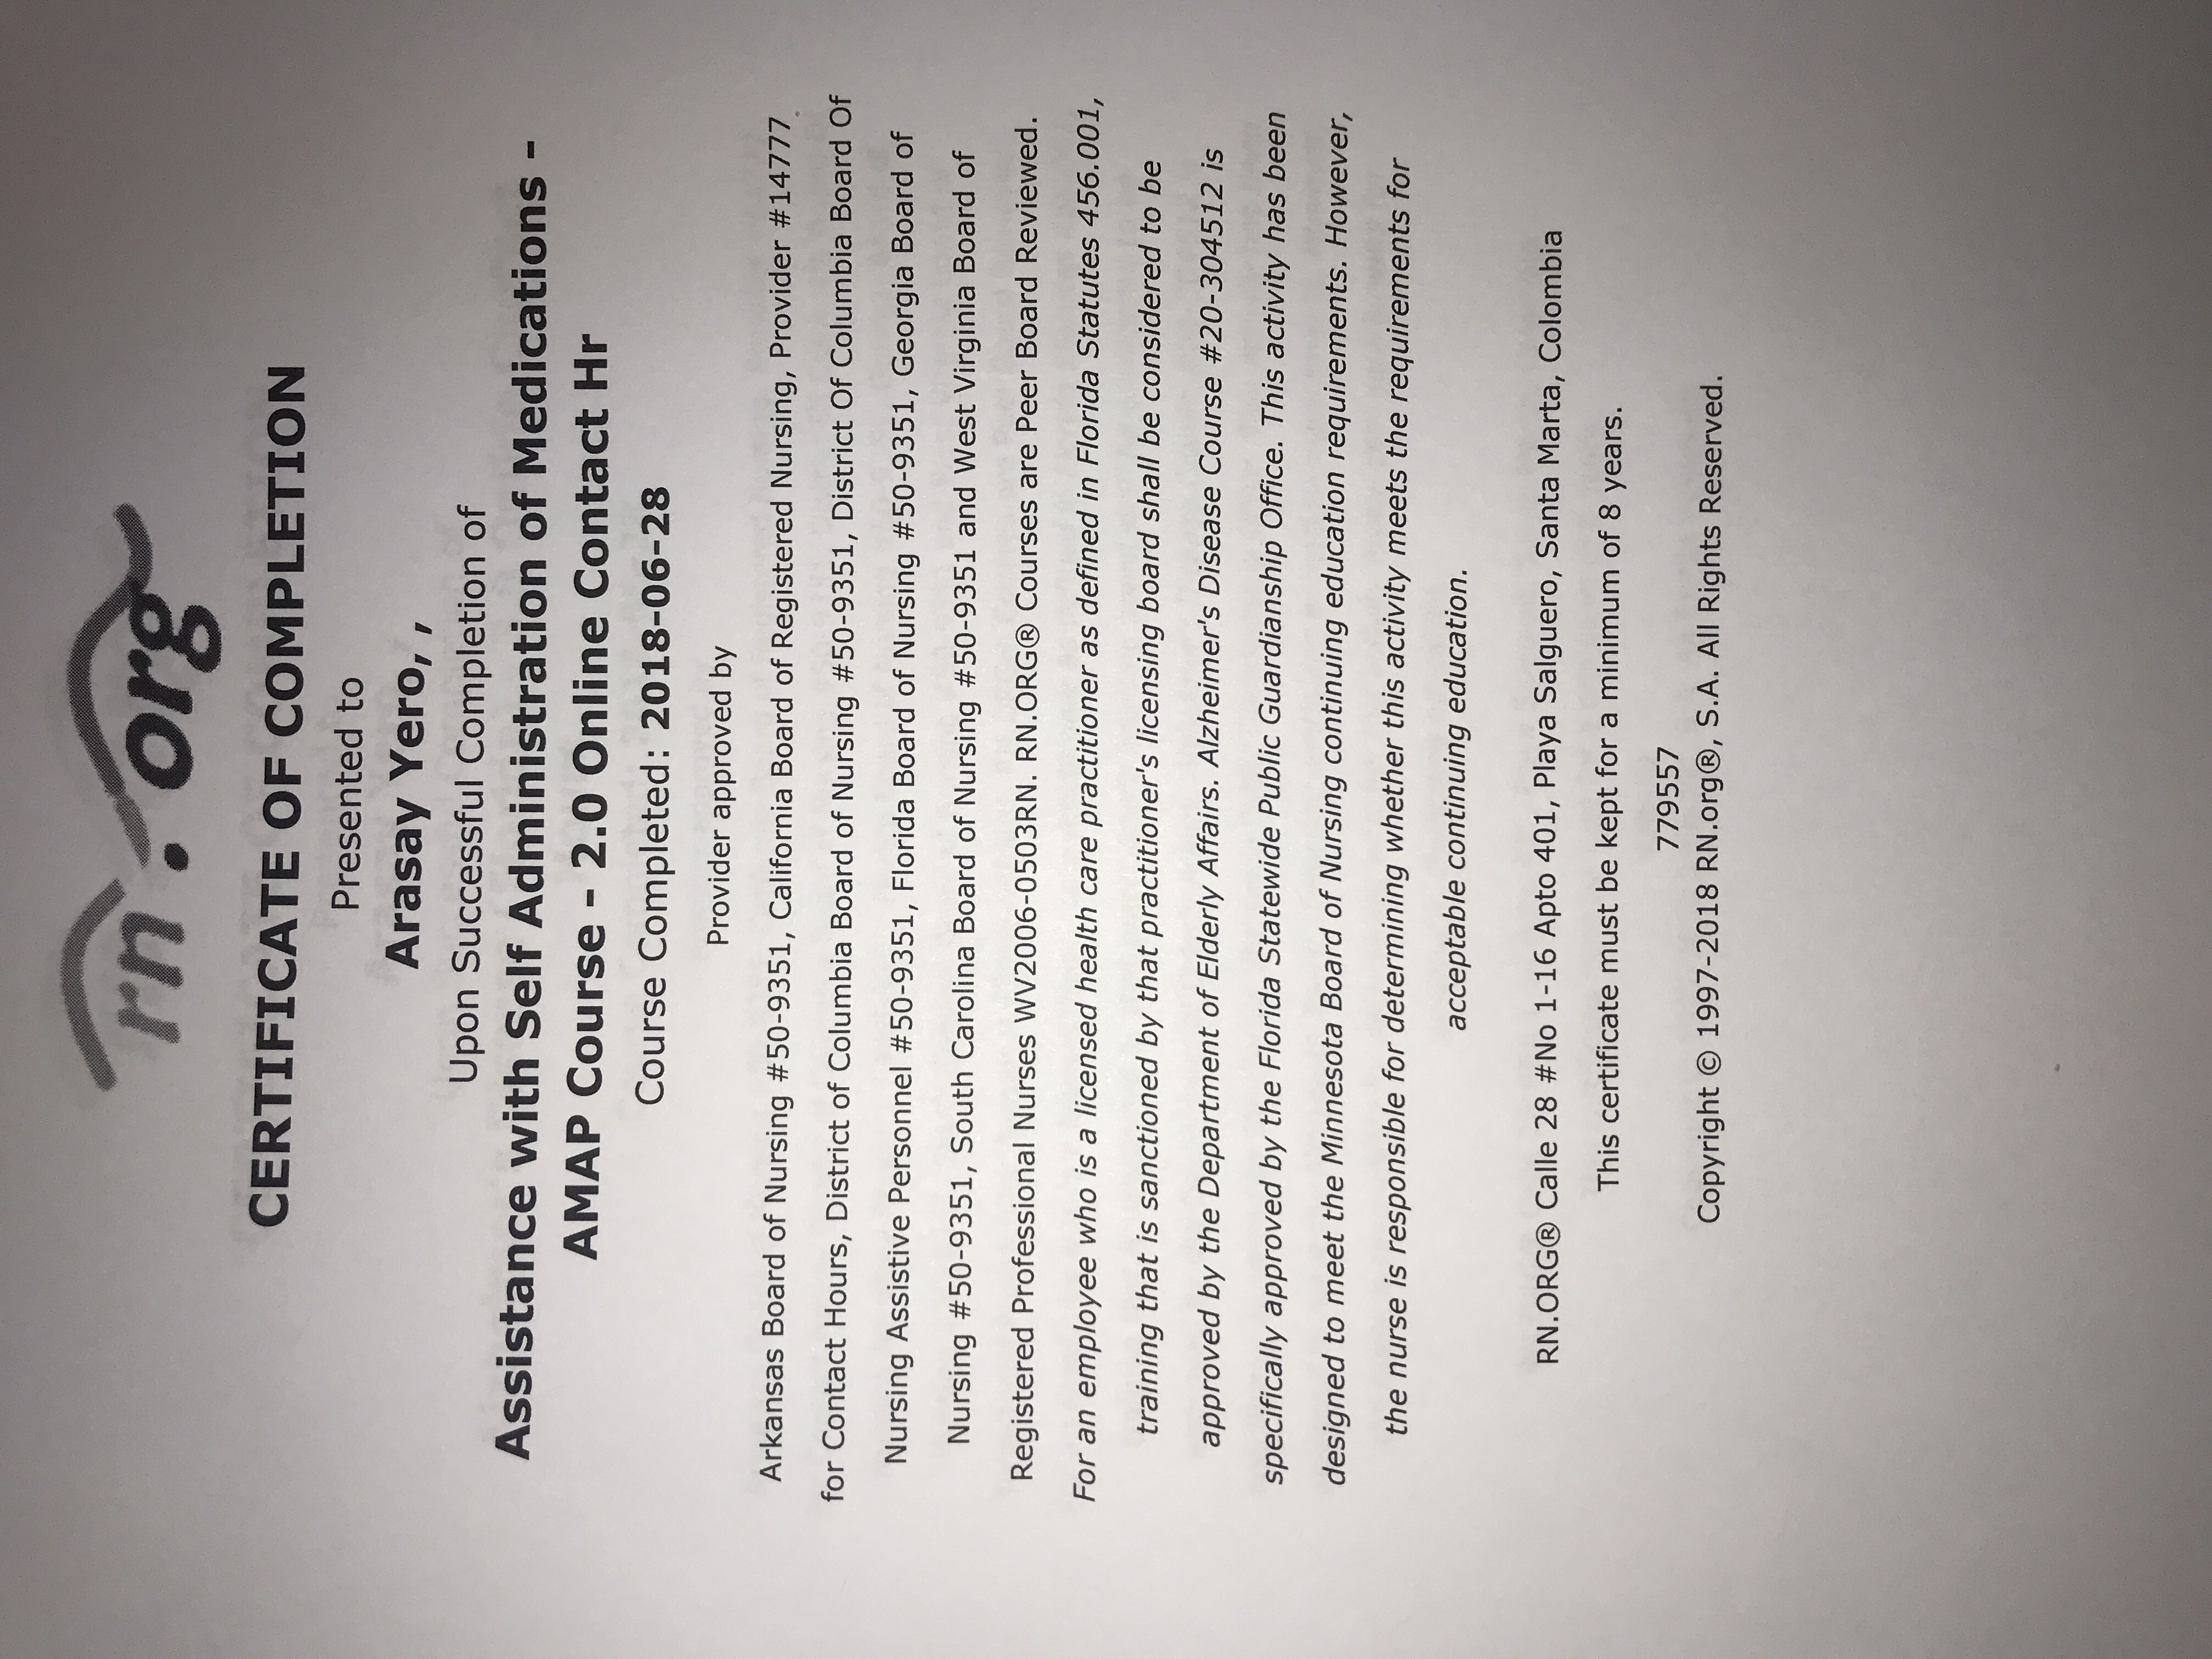 rn.org
CERTIFICATE OF COMPLETION
Presented to
Arasay Yero, ,
Upon Successful Completion of
Assistance with Self Administration of Medications -
AMAP Course - 2.0 Online Contact Hr
Course Completed: 2018-06-28
Provider approved by
Arkansas Board of Nursing #50-9351, California Board of Registered Nursing, Provider #14777
for Contact Hours, District of Columbia Board of Nursing #50-9351, District Of Columbia Board Of
Nursing Assistive Personnel #50-9351, Florida Board of Nursing #50-9351, Georgia Board of
Nursing #50-9351, South Carolina Board of Nursing #50-9351 and West Virginia Board of
Registered Professional Nurses WV2006-0503RN. RN.ORG® Courses are Peer Board Reviewed.
For an employee who is a licensed health care practitioner as defined in Florida Statutes 456.001,
training that is sanctioned by that practitioner's licensing board shall be considered to be
approved by the Department of Elderly Affairs. Alzheimer's Disease Course #20-304512 is
specifically approved by the Florida Statewide Public Guardianship Office. This activity has been
designed to meet the Minnesota Board of Nursing continuing education requirements. However,
the nurse is responsible for determining whether this activity meets the requirements for
acceptable continuing education.
RN.ORG® Calle 28 #No 1-16 Apto 401, Playa Salguero, Santa Marta, Colombia
This certificate must be kept for a minimum of 8 years.
779557
Copyright © 1997-2018 RN.org®, S.A. All Rights Reserved.